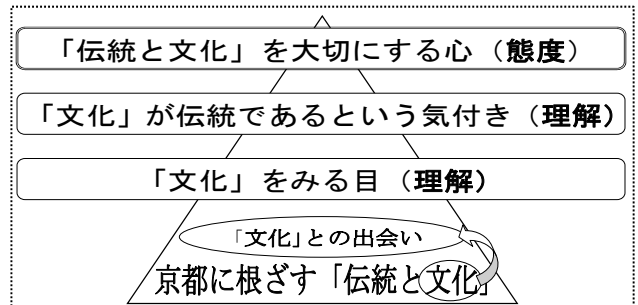 「伝統と文化」を大切にする心（態度）
「文化」が伝統であるという気付き（理解）
「文化」をみる目（理解）
「文化」との出会い
京都に根ざす「伝統と文化」